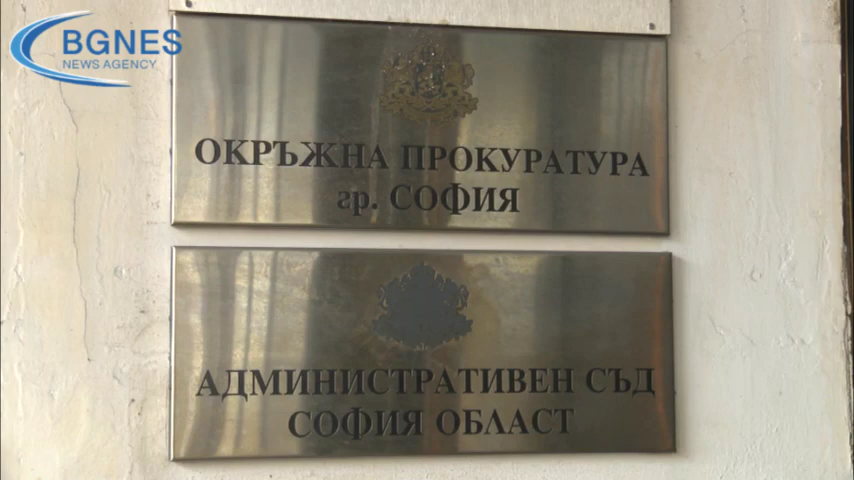 BGNES
NEWS AGENCY
ОКРЪЖНА ПРОКУРАТУРА
гр. СОФИЯ
АДМИНИСТРАТИВЕН СЪД
СОФИЯ ОБЛАСТ